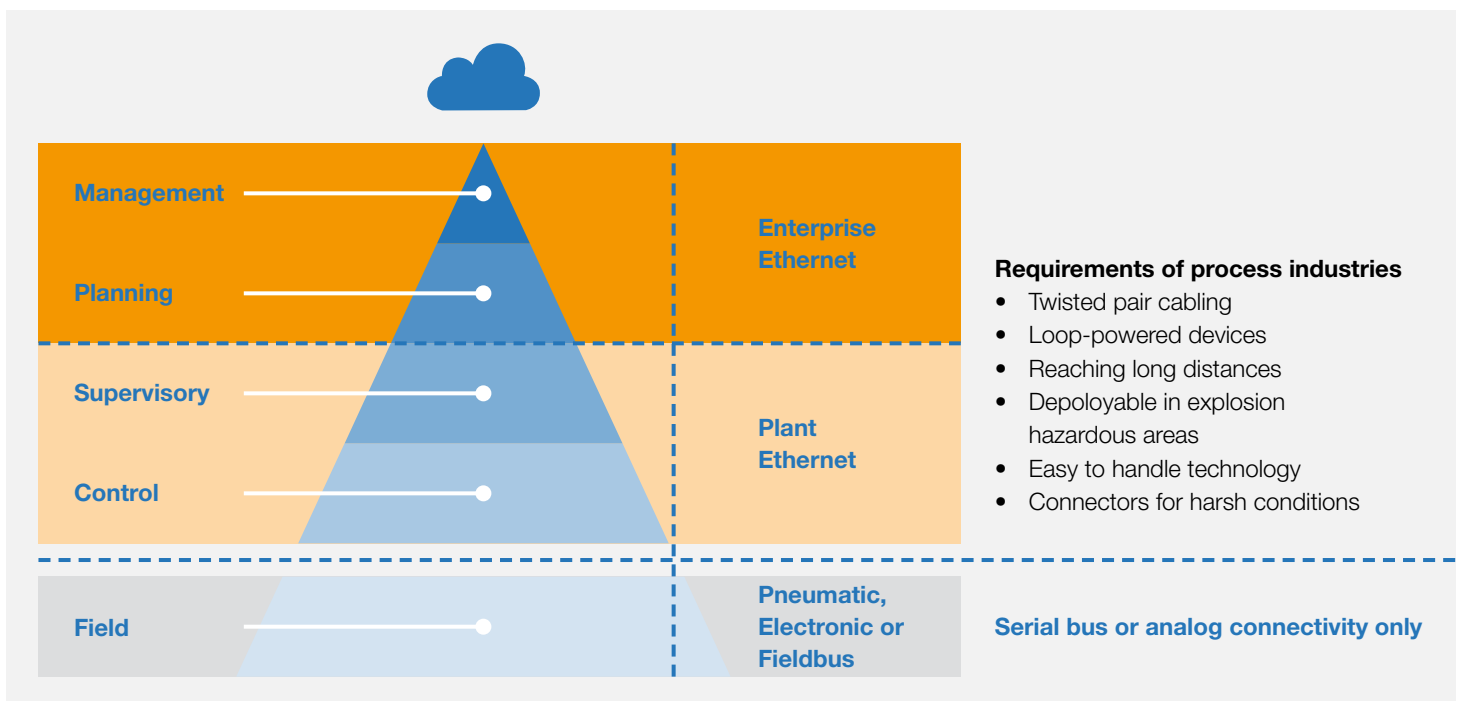 Management
Planning
Supervisory
Control
Field
Enterprise
Ethernet
Plant
Ethernet
Pneumatic,
Electronic or
Fieldbus
Requirements of process industries
• Twisted pair cabling
• Loop-powered devices
• Reaching long distances
• Depoloyable in explosion
hazardous areas
• Easy to handle technology
• Connectors for harsh conditions
Serial bus or analog connectivity only